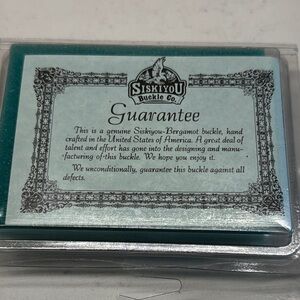 SISKIYOU
Buckle Co.
Guarantee
This is a genuine Siskiyou-Bergamot buckle, hand
crafted in the United States of America. A great deal of
talent and effort has gone into the designing and manu-
facturing of this buckle. We hope you enjoy it.
We unconditionally, guarantee this buckle against all
defects.